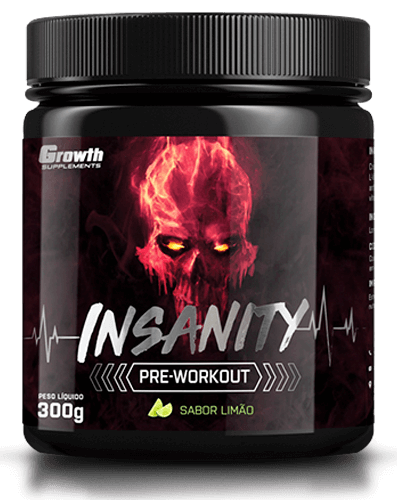 Growth
SUPPLEMENTS
INSANITY
PRE-WORKOUT
PESO LÍQUIDO
300g
SABOR LIMÃO